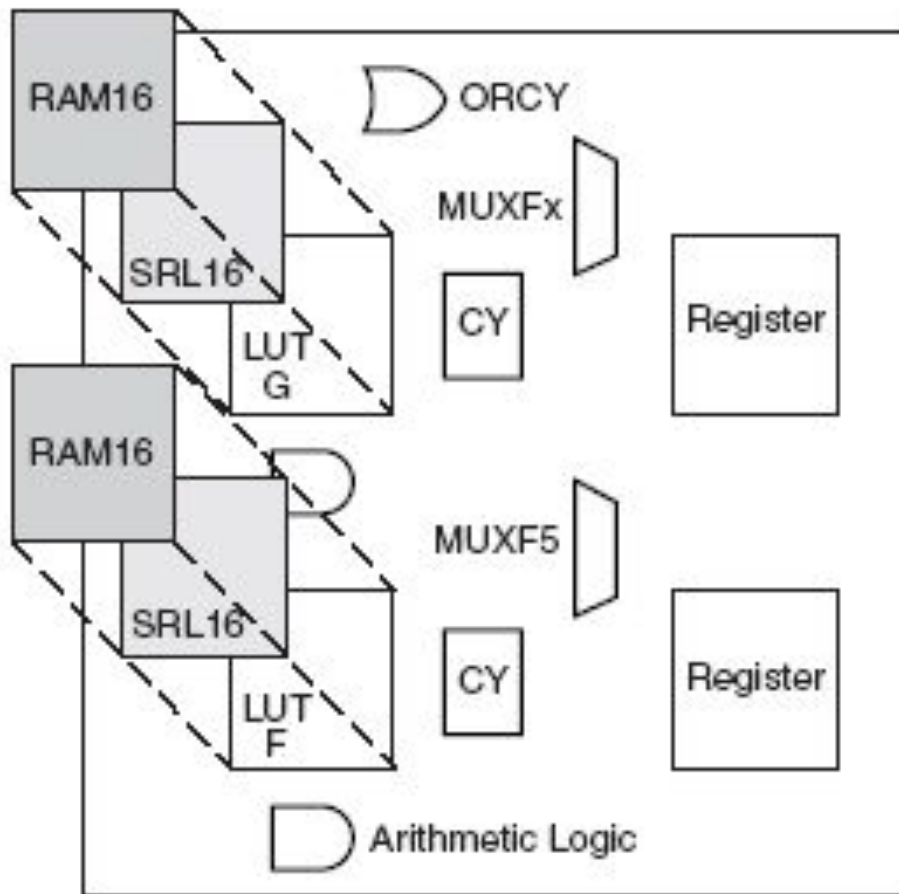 RAM16
ORCY
MUXFx
SRL16
CY
Register
LUT
G
RAM16
MUXF5
SRL16
CY
Register
LUT
F
Arithmetic Logic